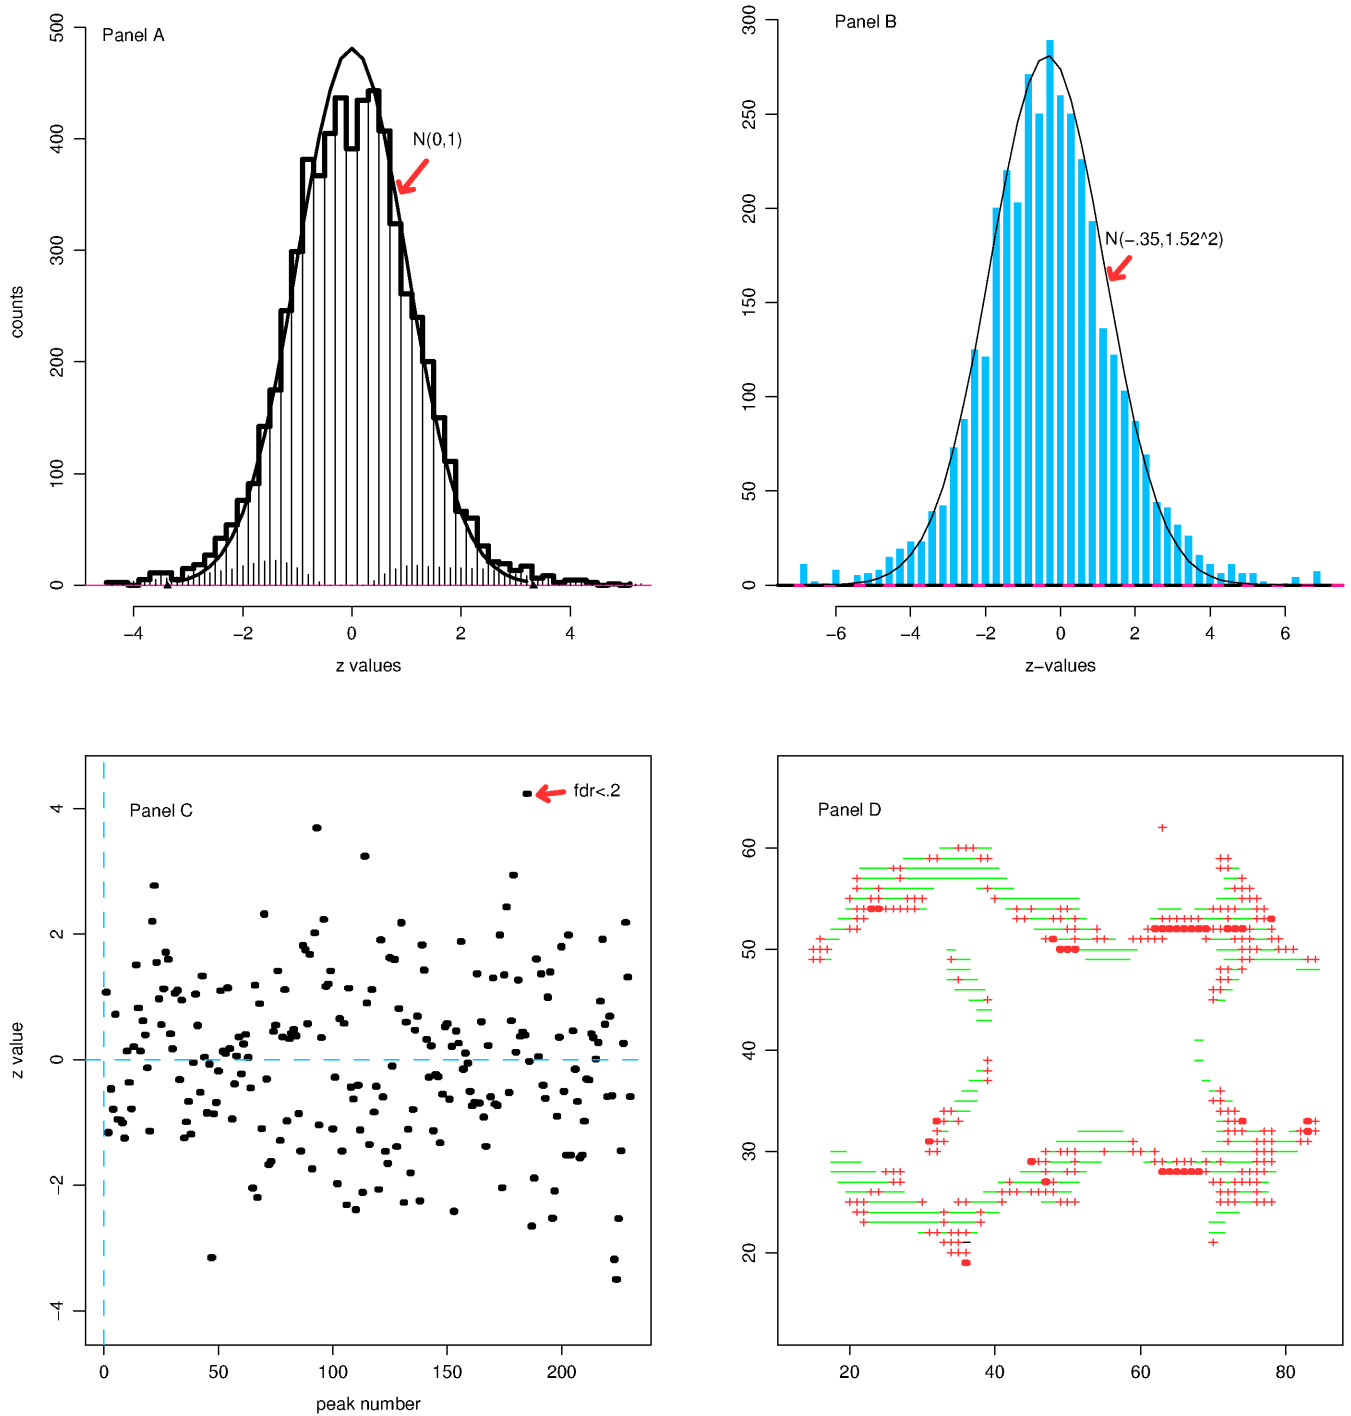 Panel A
N(0,1)
counts
0 100 200 300 400 500
−4 −2 0 2 4
z values
Panel B
N(−.35,1.52^2)
0 50 100 150 200 250 300
−6 −4 −2 0 2 4 6
z−values
Panel C
fdr<.2
z value
−4 −2 0 2 4
0 50 100 150 200
peak number
Panel D
20 30 40 50 60
20 40 60 80